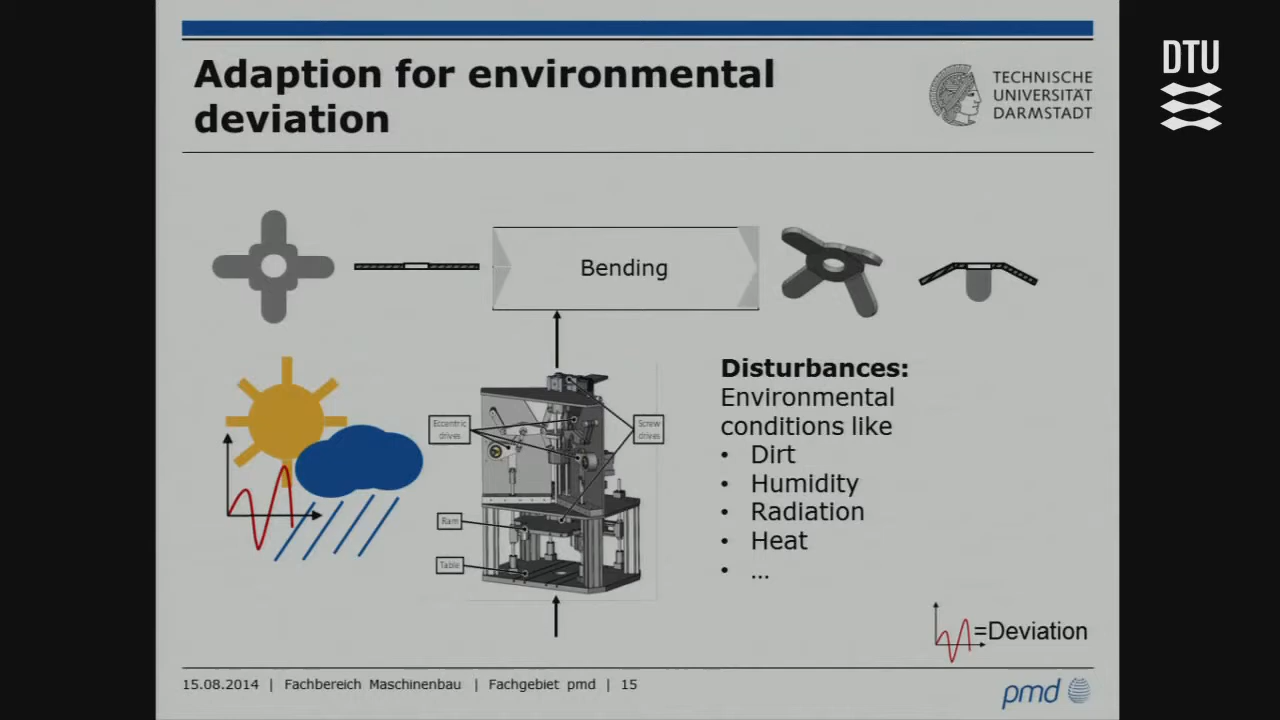 Adaption for environmental
deviation
TECHNISCHE
UNIVERSITÄT
DARMSTADT
DTU
Bending
Disturbances:
Environmental
conditions like
• Dirt
• Humidity
• Radiation
• Heat
• ...
Eccentric
drives
Screw
drives
Ram
Table
=Deviation
15.08.2014 | Fachbereich Maschinenbau | Fachgebiet pmd | 15
pmd